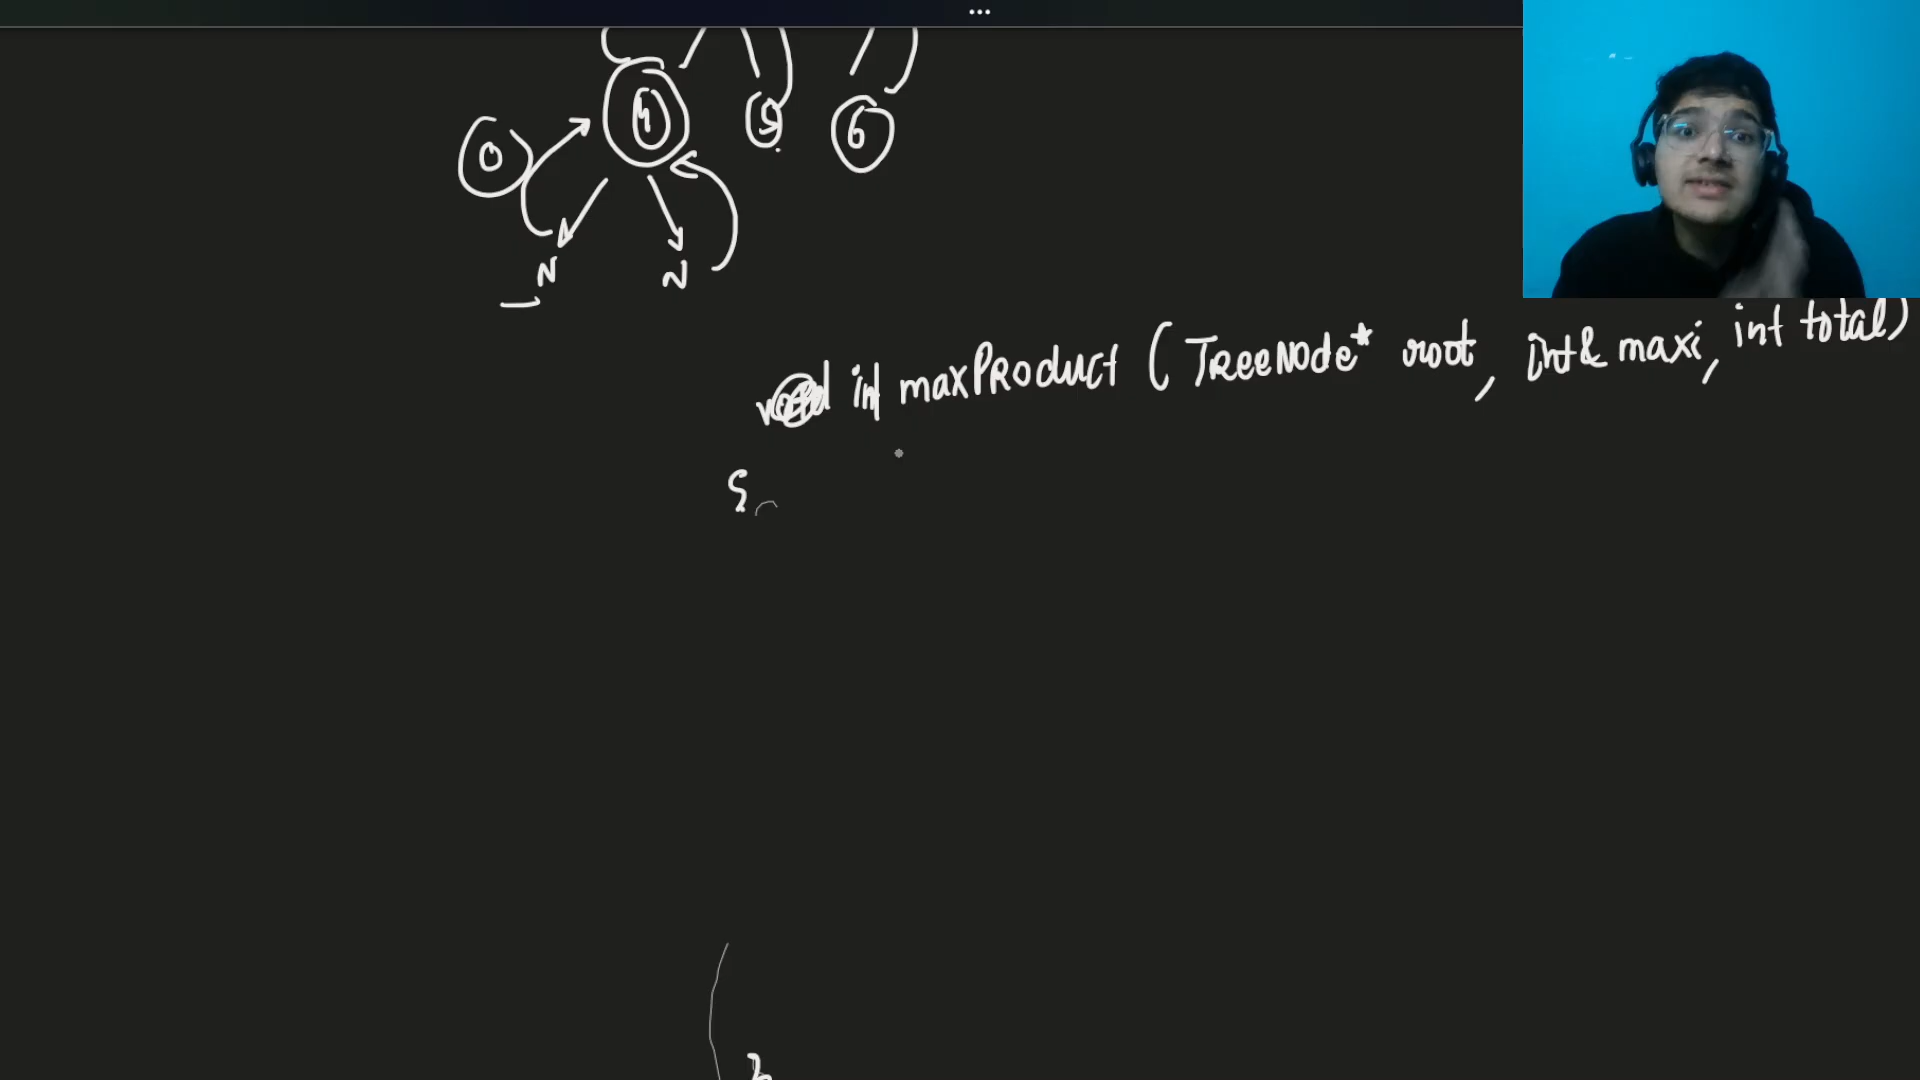 ...
0 4 5 6
N N
int maxProduct (TreeNode* root, int& maxi, int total)
{
}